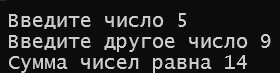 Введите число 5
Введите другое число 9
Сумма чисел равна 14